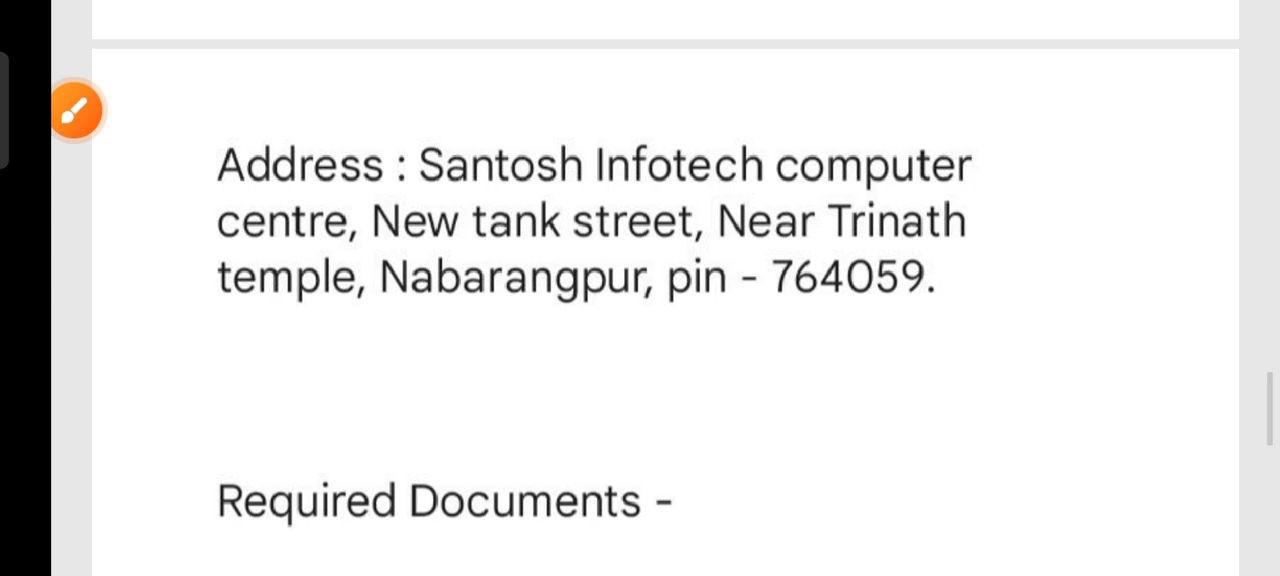 Address : Santosh Infotech computer
centre, New tank street, Near Trinath
temple, Nabarangpur, pin - 764059.
Required Documents -